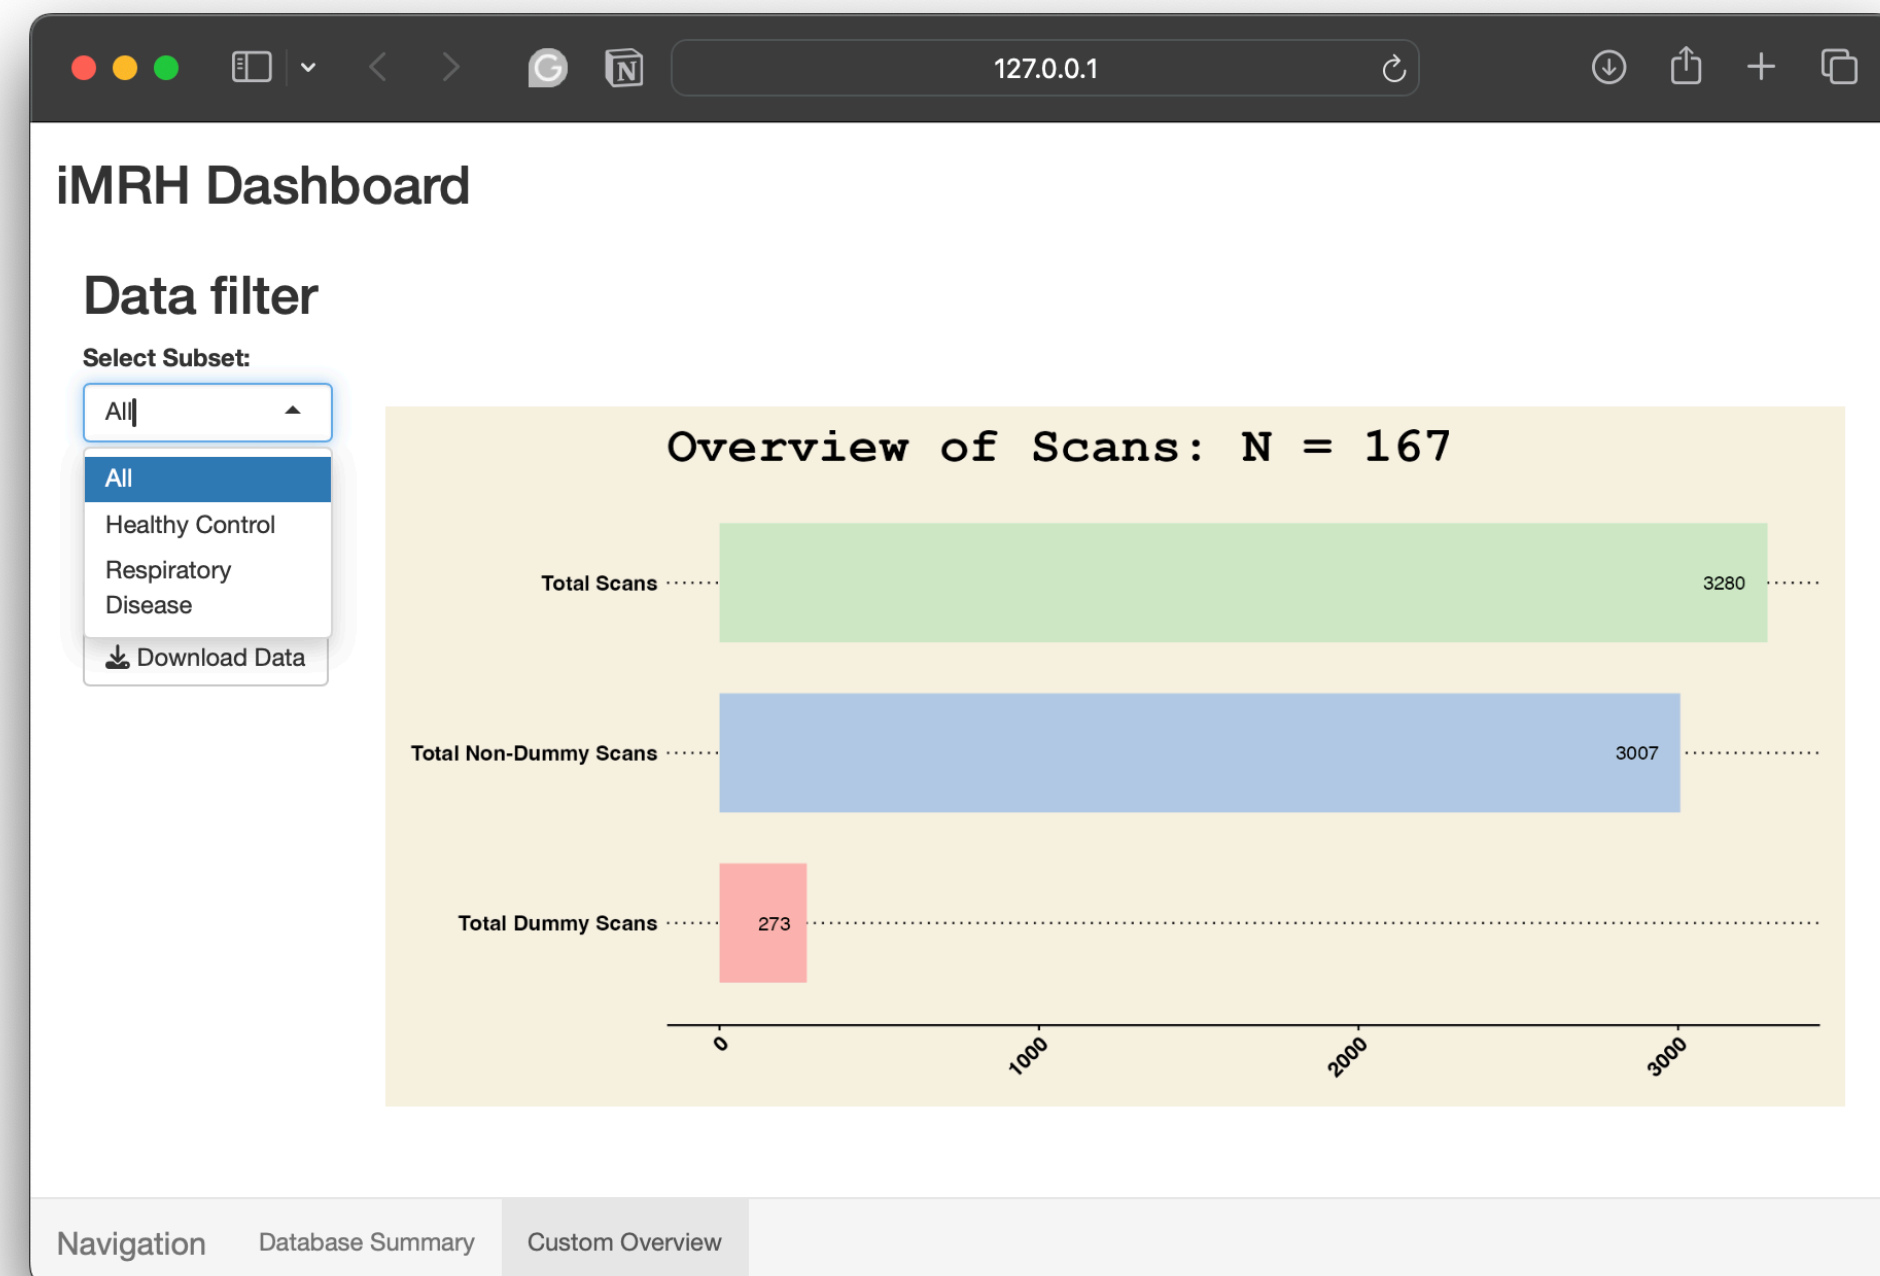 127.0.0.1
iMRH Dashboard
Data filter
Select Subset:
All
All
Healthy Control
Respiratory
Disease
Download Data
Overview of Scans: N = 167
Total Scans
3280
Total Non-Dummy Scans
3007
Total Dummy Scans
273
0
1000
2000
3000
Navigation
Database Summary
Custom Overview